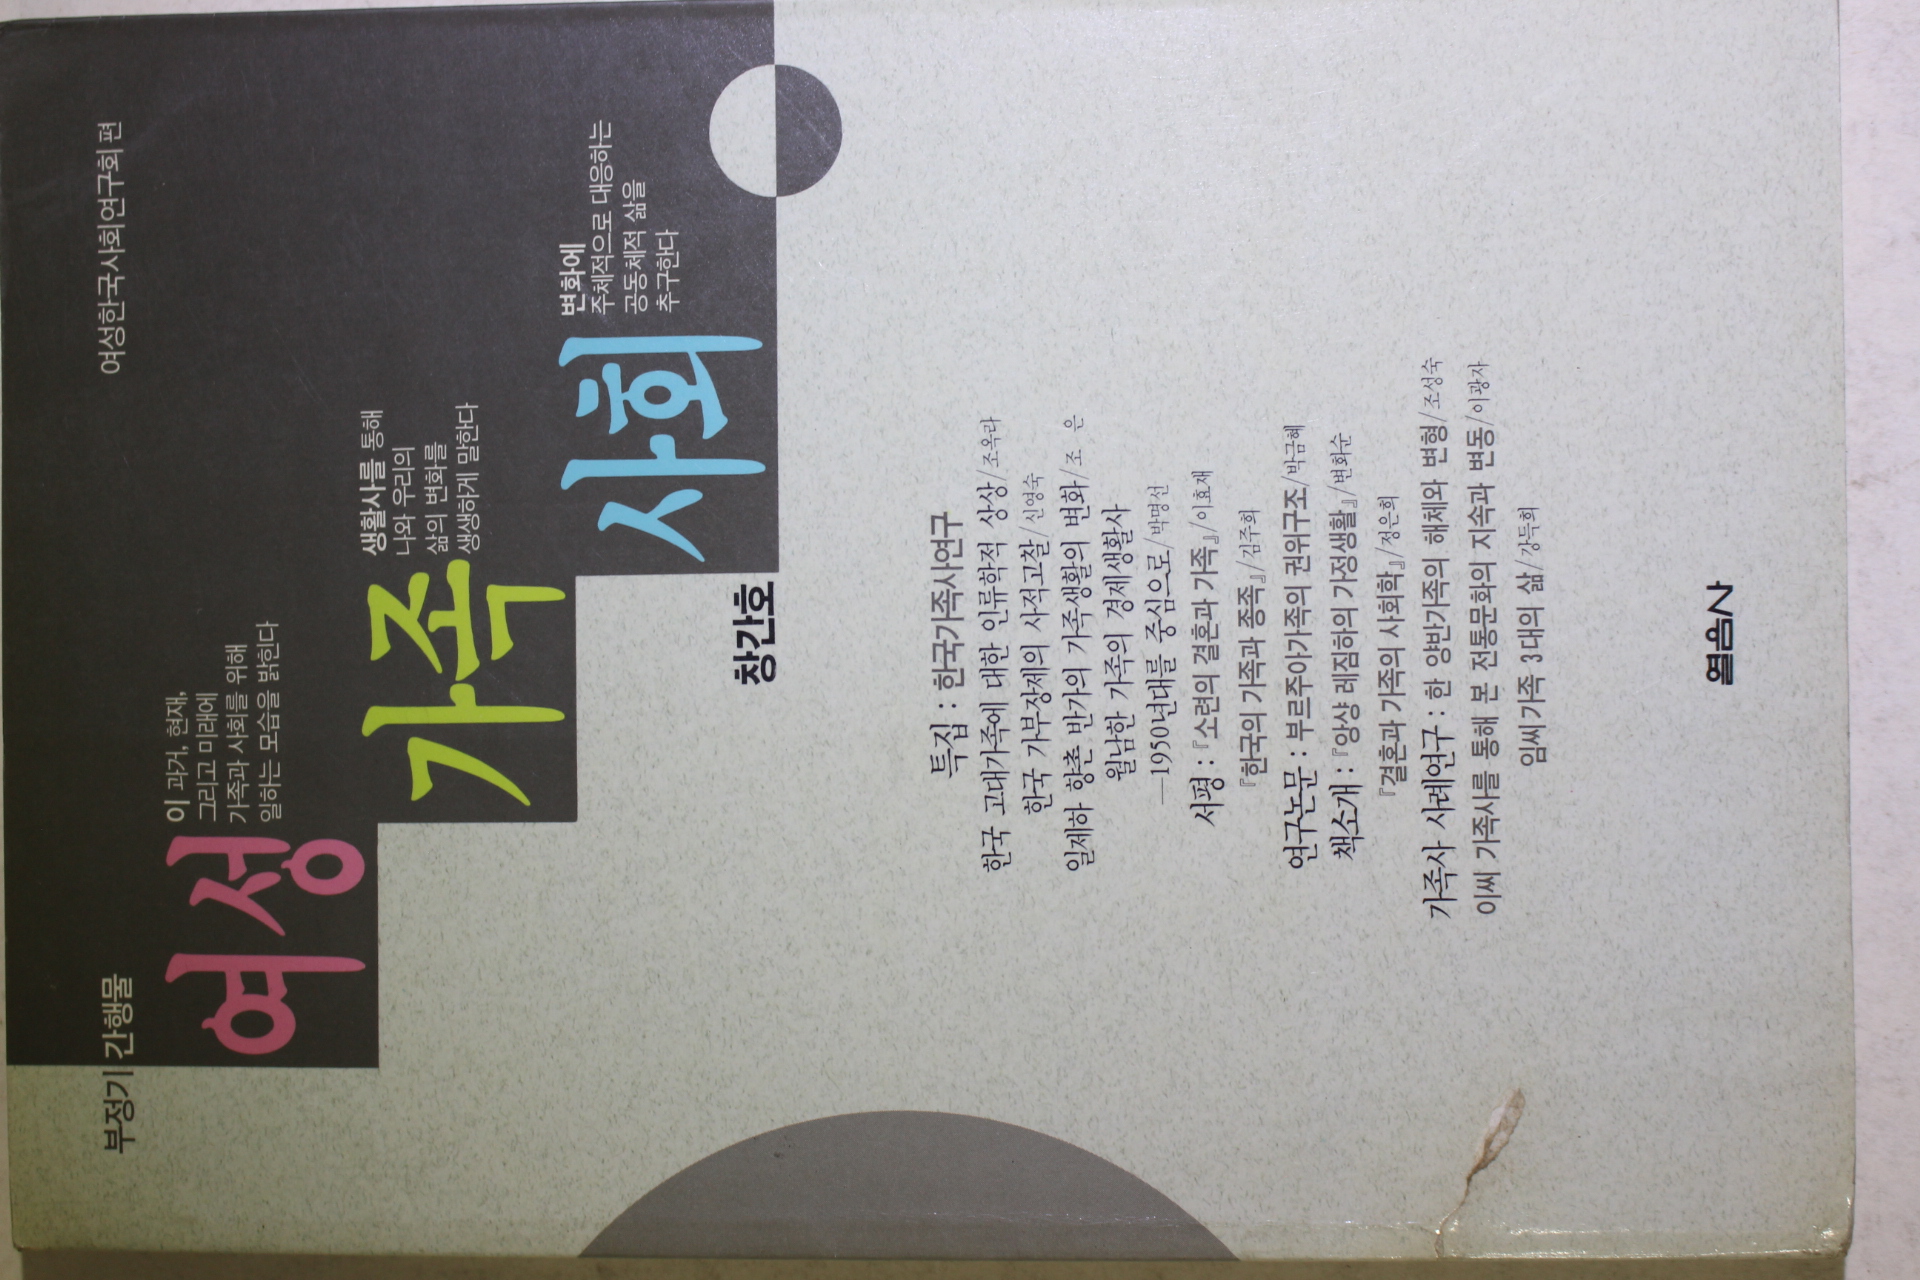 부정기 간행물
여성한국사회연구회 편
여성
이 과거, 현재,
그리고 미래에
가족과 사회를 위해
일하는 모습을 밝힌다
가족
생활사를 통해
나와 우리의
삶의 변화를
생생하게 말한다
사회
변화에
주체적으로 대응하는
공동체적 삶을
추구한다
창간호
특집 : 한국가족사연구
한국 고대가족에 대한 인류학적 상상/조옥라
한국 가부장제의 사적고찰/신영숙
일제하 향촌 반가의 가족생활의 변화/조 은
월남한 가족의 경제생활사
—1950년대를 중심으로/박명선
서평 : 『소련의 결혼과 가족』/이효재
『한국의 가족과 종족』/김주희
연구논문 : 부르주아가족의 권위구조/박금혜
책소개 : 『앙샹 레짐하의 가정생활』/변화순
『결혼과 가족의 사회학』/정은희
가족사 사례연구 : 한 양반가족의 해체와 변형/조성숙
이씨 가족사를 통해 본 전통문화의 지속과 변동/이광자
임씨가족 3대의 삶/강득희
열음사